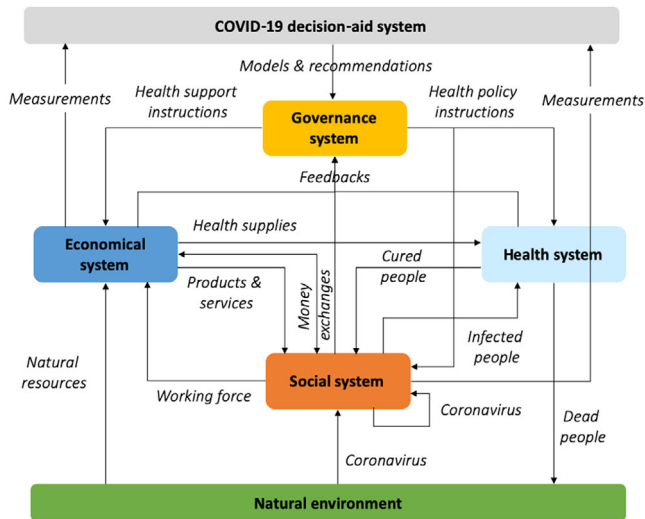 COVID-19 decision-aid system
Models & recommendations
Measurements
Health support
instructions
Health policy
instructions
Measurements
Governance
system
Feedbacks
Economical
system
Health supplies
Health system
Products &
services
Money
exchanges
Cured
people
Infected
people
Natural
resources
Working force
Social system
Coronavirus
Dead
people
Coronavirus
Natural environment